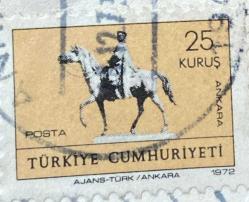 25
KURUŞ
ANKARA
POSTA
TÜRKİYE CUMHURİYETİ
AJANS-TÜRK/ANKARA 1972